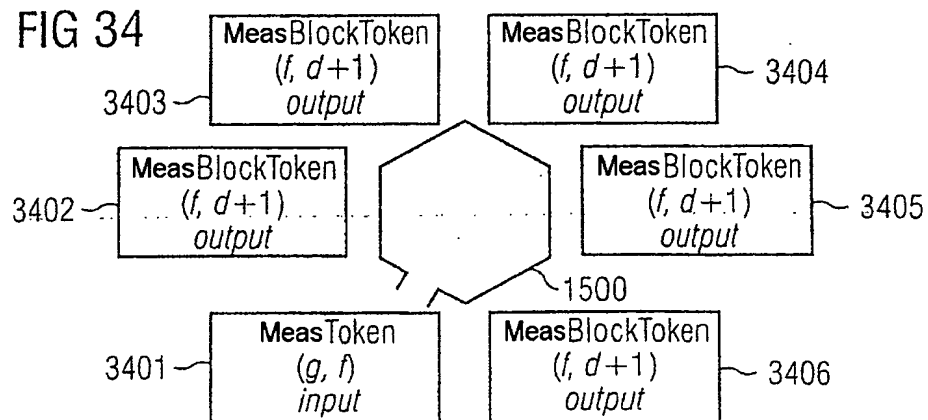 FIG 34
MeasBlockToken
(f, d+1)
output
3403
MeasBlockToken
(f, d+1)
output
3404
MeasBlockToken
(f, d+1)
output
3402
MeasBlockToken
(f, d+1)
output
3405
1500
MeasToken
(g, f)
input
3401
MeasBlockToken
(f, d+1)
output
3406